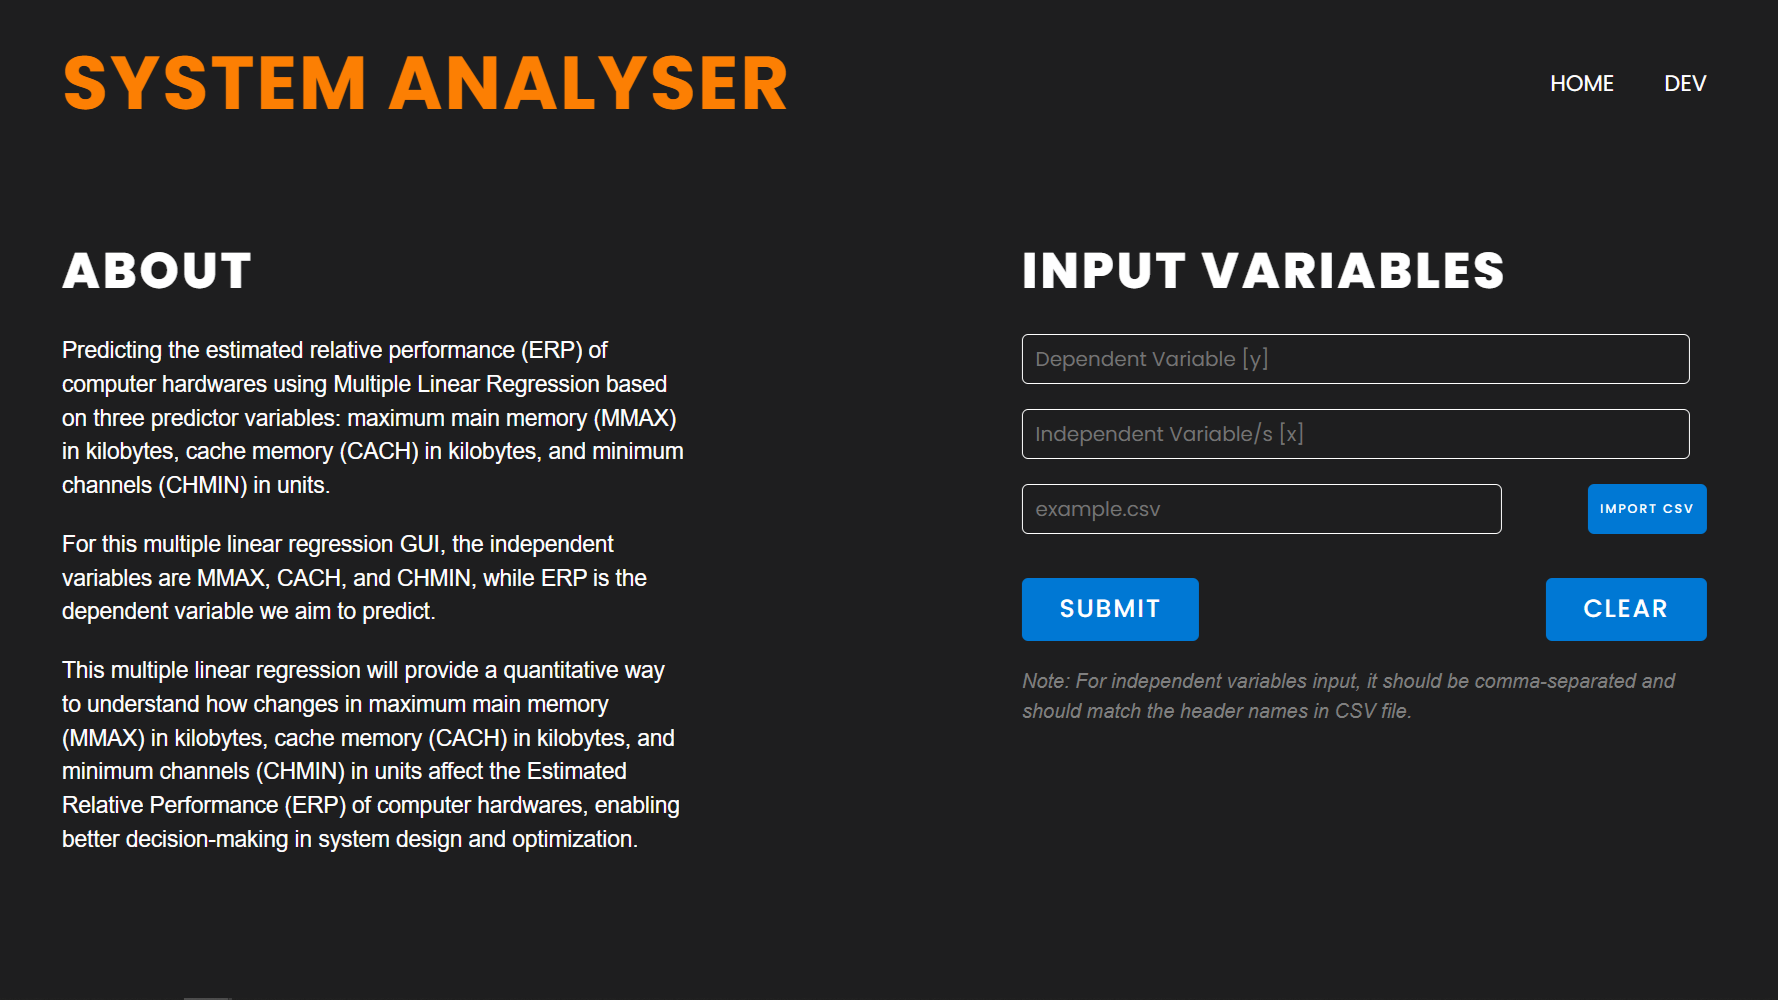 SYSTEM ANALYSER
HOME
DEV
ABOUT
Predicting the estimated relative performance (ERP) of
computer hardwares using Multiple Linear Regression based
on three predictor variables: maximum main memory (MMAX)
in kilobytes, cache memory (CACH) in kilobytes, and minimum
channels (CHMIN) in units.
For this multiple linear regression GUI, the independent
variables are MMAX, CACH, and CHMIN, while ERP is the
dependent variable we aim to predict.
This multiple linear regression will provide a quantitative way
to understand how changes in maximum main memory
(MMAX) in kilobytes, cache memory (CACH) in kilobytes, and
minimum channels (CHMIN) in units affect the Estimated
Relative Performance (ERP) of computer hardwares, enabling
better decision-making in system design and optimization.
INPUT VARIABLES
Dependent Variable [y]
Independent Variable/s [x]
example.csv
IMPORT CSV
SUBMIT
CLEAR
Note: For independent variables input, it should be comma-separated and
should match the header names in CSV file.